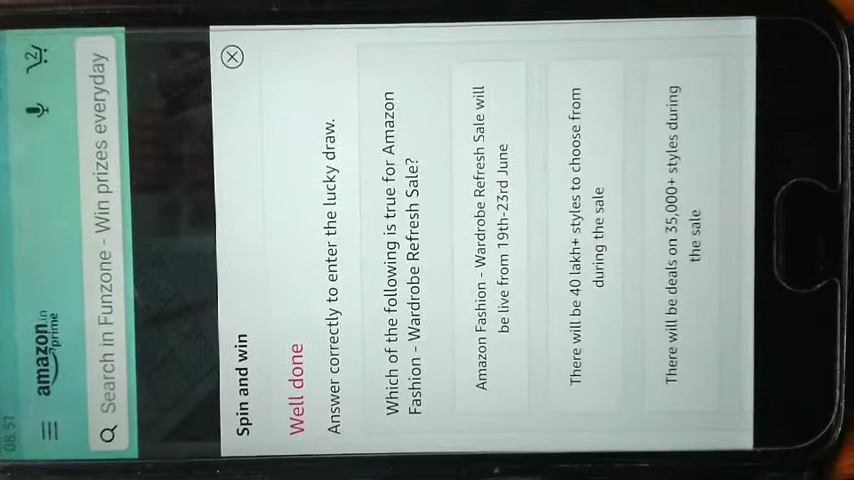 08.51
amazon.in
prime
2
Search in Funzone - Win prizes everyday
Spin and win
Well done
Answer correctly to enter the lucky draw.
Which of the following is true for Amazon
Fashion - Wardrobe Refresh Sale?
Amazon Fashion - Wardrobe Refresh Sale will
be live from 19th-23rd June
There will be 40 lakh+ styles to choose from
during the sale
There will be deals on 35,000+ styles during
the sale